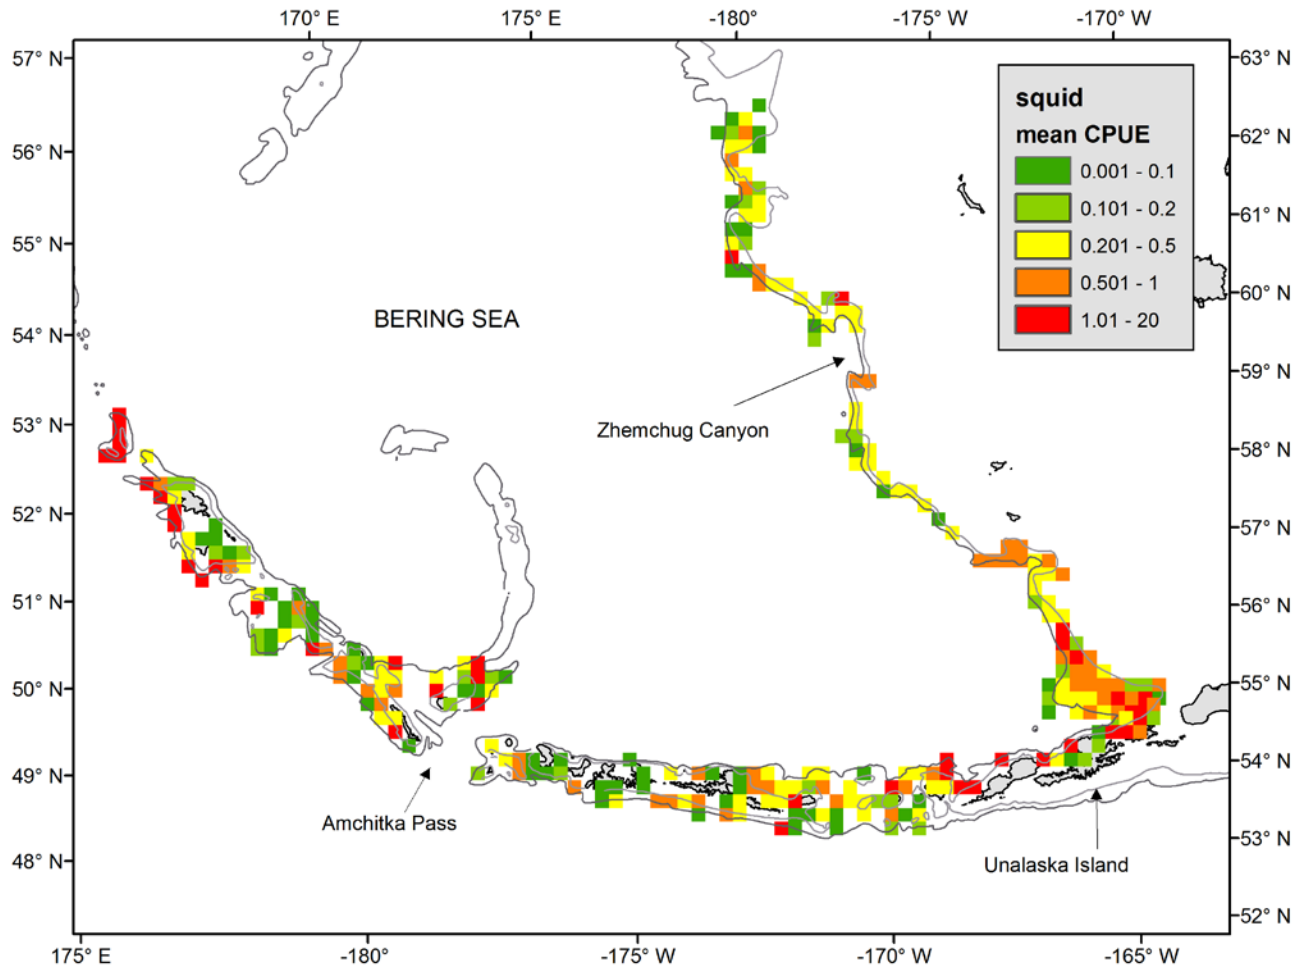 170° E
175° E
-180°
-175° W
-170° W
57° N
56° N
55° N
54° N
53° N
52° N
51° N
50° N
49° N
48° N
63° N
62° N
61° N
60° N
59° N
58° N
57° N
56° N
55° N
54° N
53° N
52° N
squid
mean CPUE
0.001 - 0.1
0.101 - 0.2
0.201 - 0.5
0.501 - 1
1.01 - 20
BERING SEA
Zhemchug Canyon
Amchitka Pass
Unalaska Island
175° E
-180°
-175° W
-170° W
-165° W